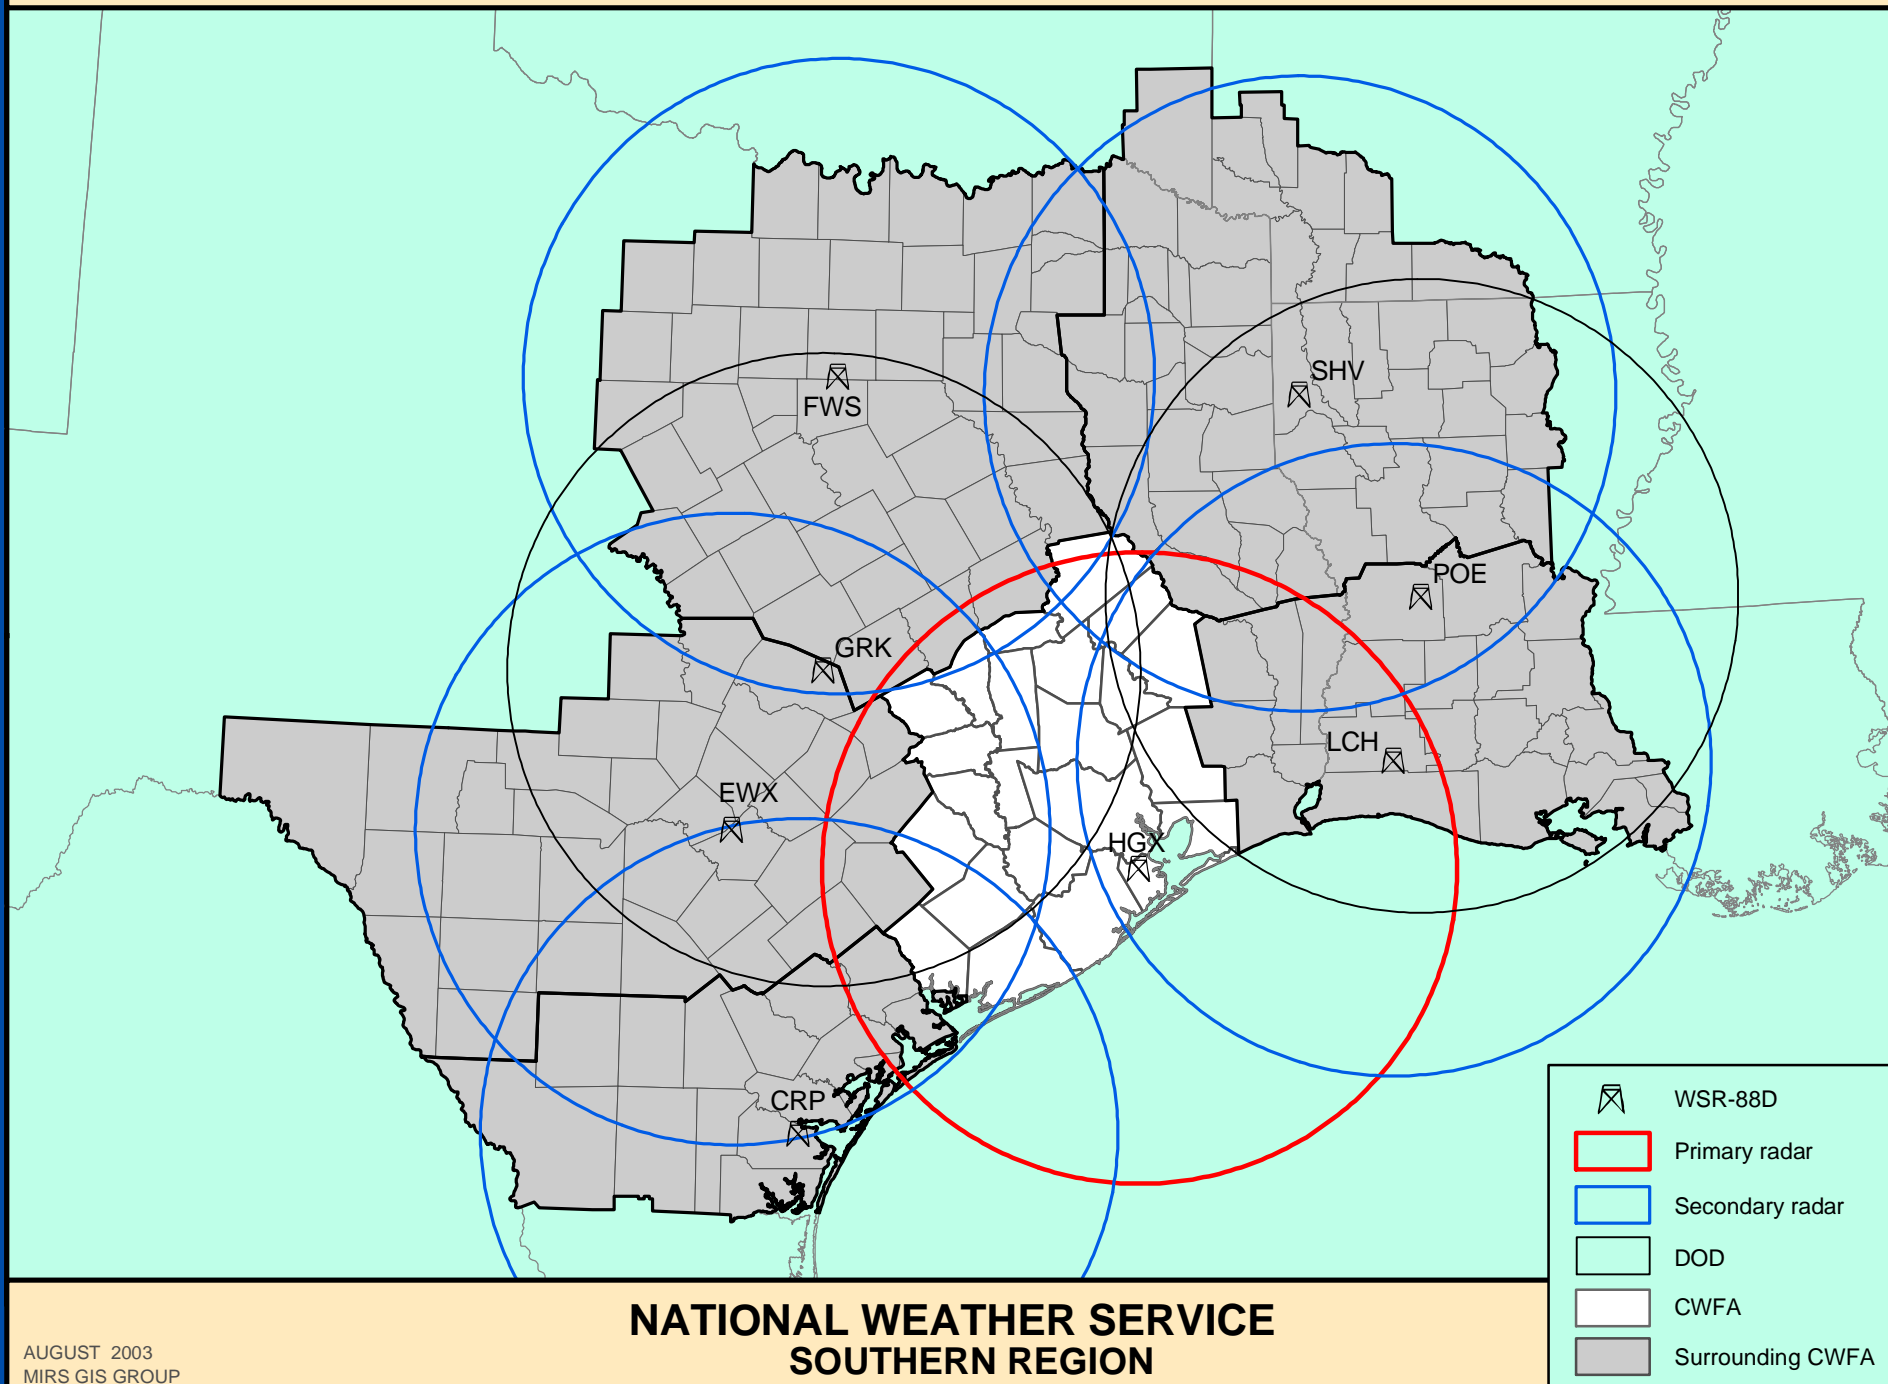 SHV
FWS
POE
GRK
LCH
EWX
HGX
CRP
WSR-88D
Primary radar
Secondary radar
DOD
CWFA
Surrounding CWFA
NATIONAL WEATHER SERVICE
SOUTHERN REGION
AUGUST 2003
MIRS GIS GROUP